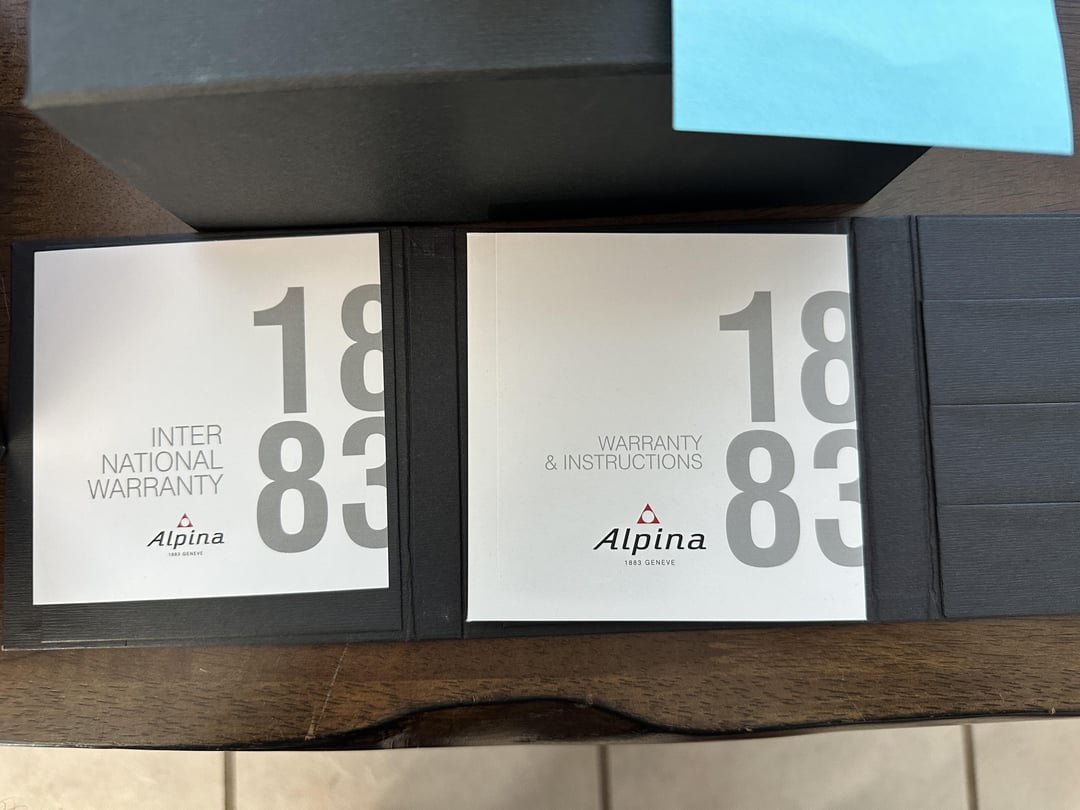 18
83
INTER
NATIONAL
WARRANTY
Alpina
1883 GENEVE
18
83
WARRANTY
& INSTRUCTIONS
Alpina
1883 GENEVE